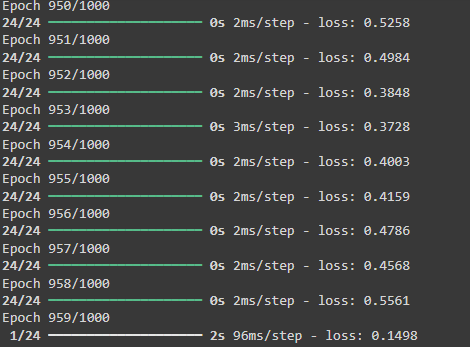 Epoch 950/1000
24/24 ━━━━━━━━━━━━━━━━━━━━ 0s 2ms/step - loss: 0.5258
Epoch 951/1000
24/24 ━━━━━━━━━━━━━━━━━━━━ 0s 2ms/step - loss: 0.4984
Epoch 952/1000
24/24 ━━━━━━━━━━━━━━━━━━━━ 0s 2ms/step - loss: 0.3848
Epoch 953/1000
24/24 ━━━━━━━━━━━━━━━━━━━━ 0s 3ms/step - loss: 0.3728
Epoch 954/1000
24/24 ━━━━━━━━━━━━━━━━━━━━ 0s 2ms/step - loss: 0.4003
Epoch 955/1000
24/24 ━━━━━━━━━━━━━━━━━━━━ 0s 2ms/step - loss: 0.4159
Epoch 956/1000
24/24 ━━━━━━━━━━━━━━━━━━━━ 0s 2ms/step - loss: 0.4786
Epoch 957/1000
24/24 ━━━━━━━━━━━━━━━━━━━━ 0s 2ms/step - loss: 0.4568
Epoch 958/1000
24/24 ━━━━━━━━━━━━━━━━━━━━ 0s 2ms/step - loss: 0.5561
Epoch 959/1000
1/24 ━━━━━━━━━━━━━━━━━━━━ 2s 96ms/step - loss: 0.1498